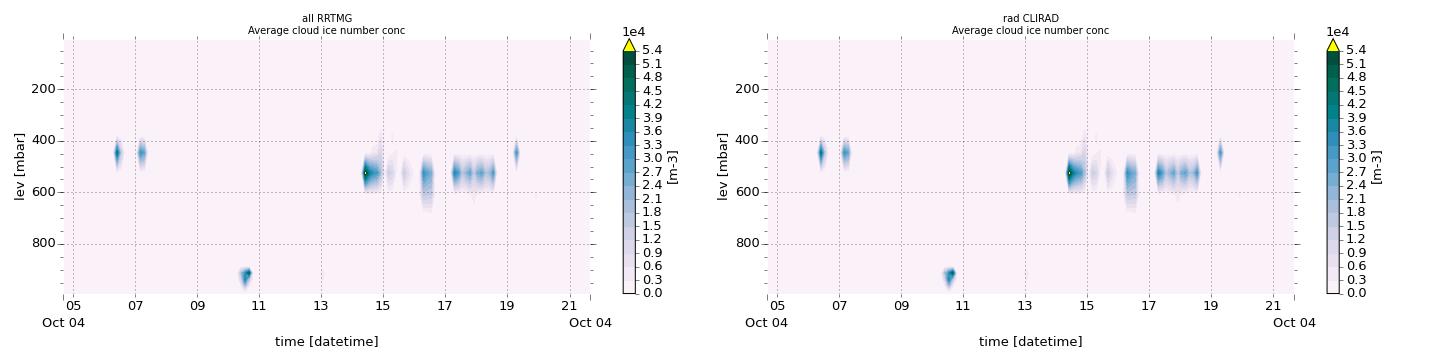 all RRTMG
Average cloud ice number conc
1e4
5.4
5.1
4.8
4.5
4.2
3.9
3.6
3.3
3.0
2.7
2.4
2.1
1.8
1.5
1.2
0.9
0.6
0.3
0.0
[m-3]
200
400
600
800
lev [mbar]
05 07 09 11 13 15 17 19 21
Oct 04 Oct 04
time [datetime]
rad CLIRAD
Average cloud ice number conc
1e4
5.4
5.1
4.8
4.5
4.2
3.9
3.6
3.3
3.0
2.7
2.4
2.1
1.8
1.5
1.2
0.9
0.6
0.3
0.0
[m-3]
200
400
600
800
lev [mbar]
05 07 09 11 13 15 17 19 21
Oct 04 Oct 04
time [datetime]